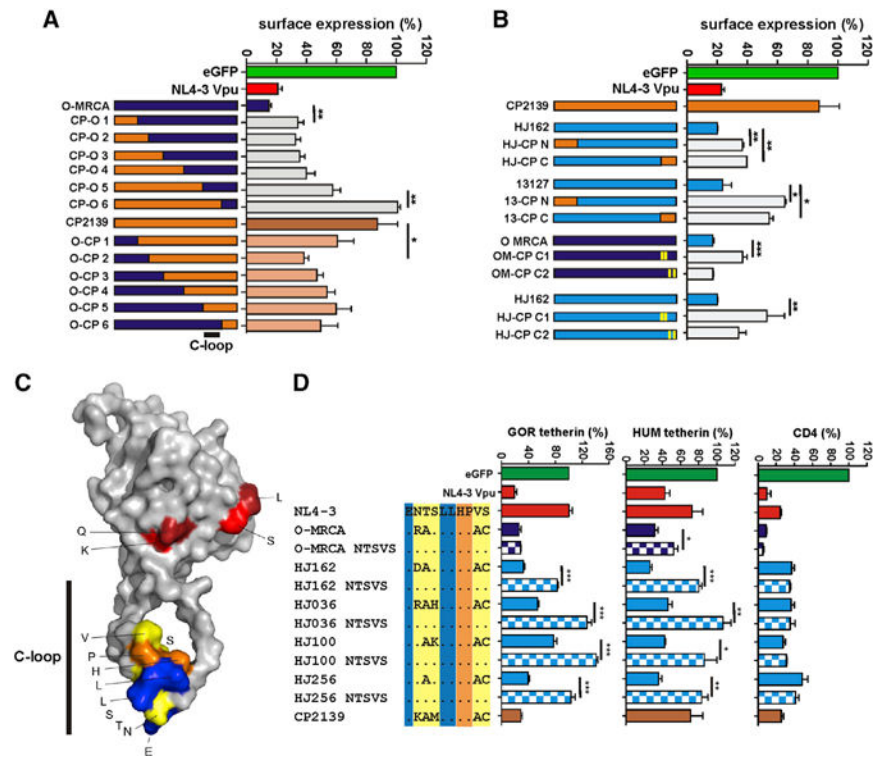 A
surface expression (%)
0 20 40 60 80 100 120
eGFP
NL4-3 Vpu
O-MRCA
CP-O 1
**
CP-O 2
CP-O 3
CP-O 4
CP-O 5
CP-O 6
**
CP2139
O-CP 1
*
O-CP 2
O-CP 3
O-CP 4
O-CP 5
O-CP 6
C-loop
B
surface expression (%)
0 20 40 60 80 100 120
eGFP
NL4-3 Vpu
CP2139
HJ162
HJ-CP N
** **
HJ-CP C
13127
13-CP N
* *
13-CP C
O MRCA
OM-CP C1
***
OM-CP C2
HJ162
HJ-CP C1
**
HJ-CP C2
C
L
Q
K
S
C-loop
V
S
P
H
L
L
S
T
N
E
D
GOR tetherin (%)
HUM tetherin (%)
CD4 (%)
0 40 80 120 160
0 20 40 60 80 100 120
0 20 40 60 80 100 120
eGFP
NL4-3 Vpu
NL4-3 ENTSLLHPVS
O-MRCA .RA.....AC
O-MRCA NTSVS ..........
*
HJ162 DA......AC
HJ162 NTSVS ..........
*** ***
HJ036 .RAH....AC
HJ036 NTSVS ..........
*** **
HJ100 ..AK....AC
HJ100 NTSVS ..........
*** *
HJ256 ..A.....AC
HJ256 NTSVS ..........
*** **
CP2139 .KAM....AC